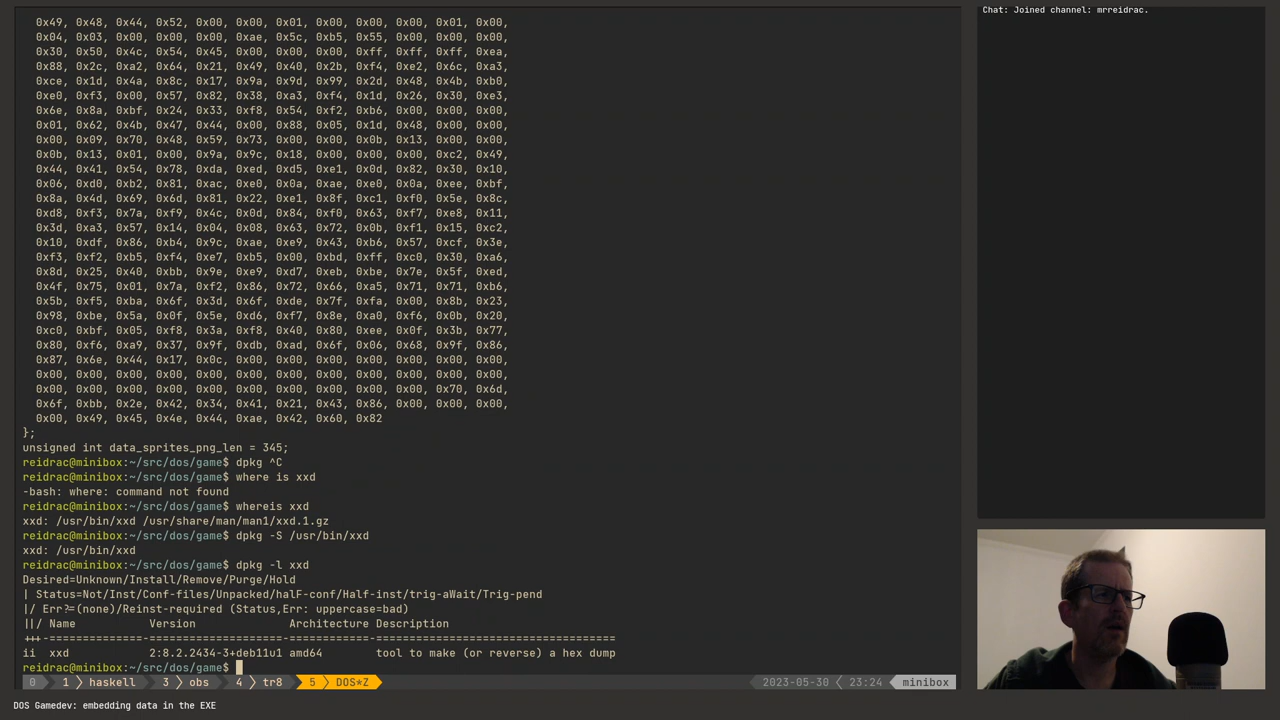 0x49, 0x48, 0x44, 0x52, 0x00, 0x00, 0x01, 0x00, 0x00, 0x00, 0x01, 0x00,
0x04, 0x03, 0x00, 0x00, 0x00, 0xae, 0x5c, 0xb5, 0x55, 0x00, 0x00, 0x00,
0x30, 0x50, 0x4c, 0x54, 0x45, 0x00, 0x00, 0x00, 0xff, 0xff, 0xff, 0xea,
0x88, 0x2c, 0xa2, 0x64, 0x21, 0x49, 0x40, 0x2b, 0xf4, 0xe2, 0x6c, 0xa3,
0xce, 0x1d, 0x4a, 0x8c, 0x17, 0x9a, 0x9d, 0x99, 0x2d, 0x48, 0x4b, 0xb0,
0xe0, 0xf3, 0x00, 0x57, 0x82, 0x38, 0xa3, 0xf4, 0x1d, 0x26, 0x30, 0xe3,
0x6e, 0x8a, 0xbf, 0x24, 0x33, 0xf8, 0x54, 0xf2, 0xb6, 0x00, 0x00, 0x00,
0x01, 0x62, 0x4b, 0x47, 0x44, 0x00, 0x88, 0x05, 0x1d, 0x48, 0x00, 0x00,
0x00, 0x09, 0x70, 0x48, 0x59, 0x73, 0x00, 0x00, 0x0b, 0x13, 0x00, 0x00,
0x0b, 0x13, 0x01, 0x00, 0x9a, 0x9c, 0x18, 0x00, 0x00, 0x00, 0xc2, 0x49,
0x44, 0x41, 0x54, 0x78, 0xda, 0xed, 0xd5, 0xe1, 0x0d, 0x82, 0x30, 0x10,
0x06, 0xd0, 0xb2, 0x81, 0xac, 0xe0, 0x0a, 0xae, 0xe0, 0x0a, 0xee, 0xbf,
0x8a, 0x4d, 0x69, 0x6d, 0x81, 0x22, 0xe1, 0x8f, 0xc1, 0xf0, 0x5e, 0x8c,
0xd8, 0xf3, 0x7a, 0xf9, 0x4c, 0x0d, 0x84, 0xf0, 0x63, 0xf7, 0xe8, 0x11,
0x3d, 0xa3, 0x57, 0x14, 0x04, 0x08, 0x63, 0x72, 0x0b, 0xf1, 0x15, 0xc2,
0x10, 0xdf, 0x86, 0xb4, 0x9c, 0xae, 0xe9, 0x43, 0xb6, 0x57, 0xcf, 0x3e,
0xf3, 0xf2, 0xb5, 0xf4, 0xe7, 0xb5, 0x00, 0xbd, 0xff, 0xc0, 0x30, 0xa6,
0x8d, 0x25, 0x40, 0xbb, 0x9e, 0xe9, 0xd7, 0xeb, 0xbe, 0x7e, 0x5f, 0xed,
0x4f, 0x75, 0x01, 0x7a, 0xf2, 0x86, 0x72, 0x66, 0xa5, 0x71, 0x71, 0xb6,
0x5b, 0xf5, 0xba, 0x6f, 0x3d, 0x6f, 0xde, 0x7f, 0xfa, 0x00, 0x8b, 0x23,
0x98, 0xbe, 0x5a, 0x0f, 0x5e, 0xd6, 0xf7, 0x8e, 0xa0, 0xf6, 0x0b, 0x20,
0xc0, 0xbf, 0x05, 0xf8, 0x3a, 0xf8, 0x40, 0x80, 0xee, 0x0f, 0x3b, 0x77,
0x80, 0xf6, 0xa9, 0x37, 0x9f, 0xdb, 0xad, 0x6f, 0x06, 0x68, 0x9f, 0x86,
0x87, 0x6e, 0x44, 0x17, 0x0c, 0x00, 0x00, 0x00, 0x00, 0x00, 0x00, 0x00,
0x00, 0x00, 0x00, 0x00, 0x00, 0x00, 0x00, 0x00, 0x00, 0x00, 0x00, 0x00,
0x00, 0x00, 0x00, 0x00, 0x00, 0x00, 0x00, 0x00, 0x00, 0x00, 0x70, 0x6d,
0x6f, 0xbb, 0x2e, 0x42, 0x34, 0x41, 0x21, 0x43, 0x86, 0x00, 0x00, 0x00,
0x00, 0x49, 0x45, 0x4e, 0x44, 0xae, 0x42, 0x60, 0x82
};
unsigned int data_sprites_png_len = 345;
reidrac@minibox:~/src/dos/game$ dpkg ^C
reidrac@minibox:~/src/dos/game$ where is xxd
-bash: where: command not found
reidrac@minibox:~/src/dos/game$ whereis xxd
xxd: /usr/bin/xxd /usr/share/man/man1/xxd.1.gz
reidrac@minibox:~/src/dos/game$ dpkg -S /usr/bin/xxd
xxd: /usr/bin/xxd
reidrac@minibox:~/src/dos/game$ dpkg -l xxd
Desired=Unknown/Install/Remove/Purge/Hold
| Status=Not/Inst/Conf-files/Unpacked/halF-conf/Half-inst/trig-aWait/Trig-pend
|/ Err?=(none)/Reinst-required (Status,Err: uppercase=bad)
||/ Name           Version             Architecture Description
+++-==============-===================-============-====================================
ii  xxd            2:8.2.2434-3+deb11u1 amd64        tool to make (or reverse) a hex dump
reidrac@minibox:~/src/dos/game$
0 1 haskell 3 obs 4 tr8 5 DOS*Z 2023-05-30 23:24 minibox
DOS Gamedev: embedding data in the EXE
Chat: Joined channel: mrreidrac.